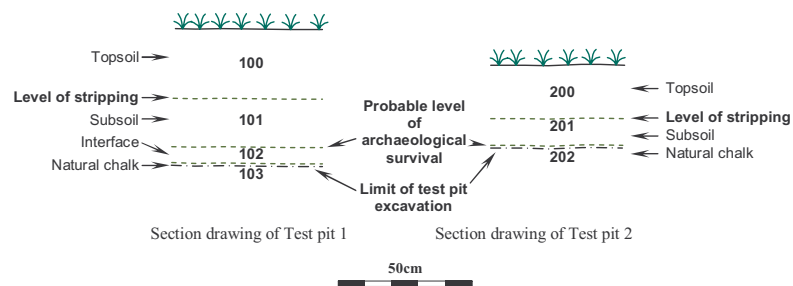 Topsoil
100
Level of stripping
Subsoil
101
Interface
102
Natural chalk
103
Probable level
of
archaeological
survival
Limit of test pit
excavation
200
Topsoil
Level of stripping
201
Subsoil
202
Natural chalk
Section drawing of Test pit 1
Section drawing of Test pit 2
50cm